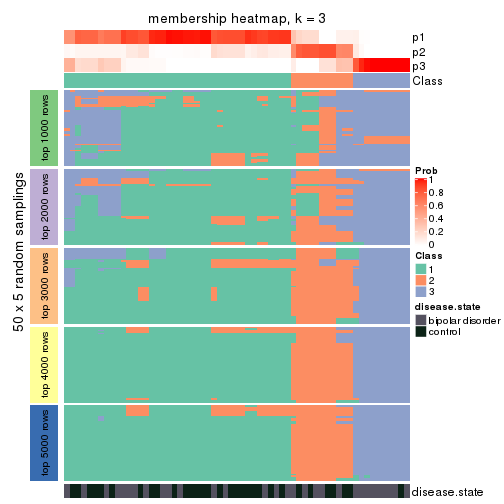 membership heatmap, k = 3
p1
p2
p3
Class
50 x 5 random samplings
top 1000 rows
top 2000 rows
top 3000 rows
top 4000 rows
top 5000 rows
Prob
1
0.8
0.6
0.4
0.2
0
Class
1
2
3
disease.state
bipolar disorder
control
disease.state